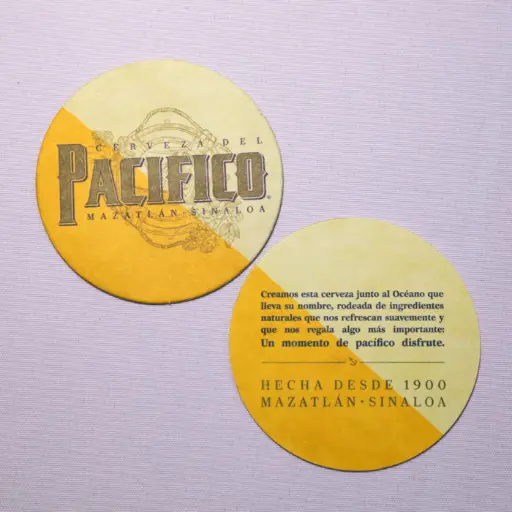 CERVEZA DEL
PACIFICO
MAZATLÁN·SINALOA
Creamos esta cerveza junto al Océano que
lleva su nombre, rodeada de ingredientes
naturales que nos refrescan suavemente y
que nos regala algo más importante:
Un momento de pacífico disfrute.
HECHA DESDE 1900
MAZATLÁN·SINALOA